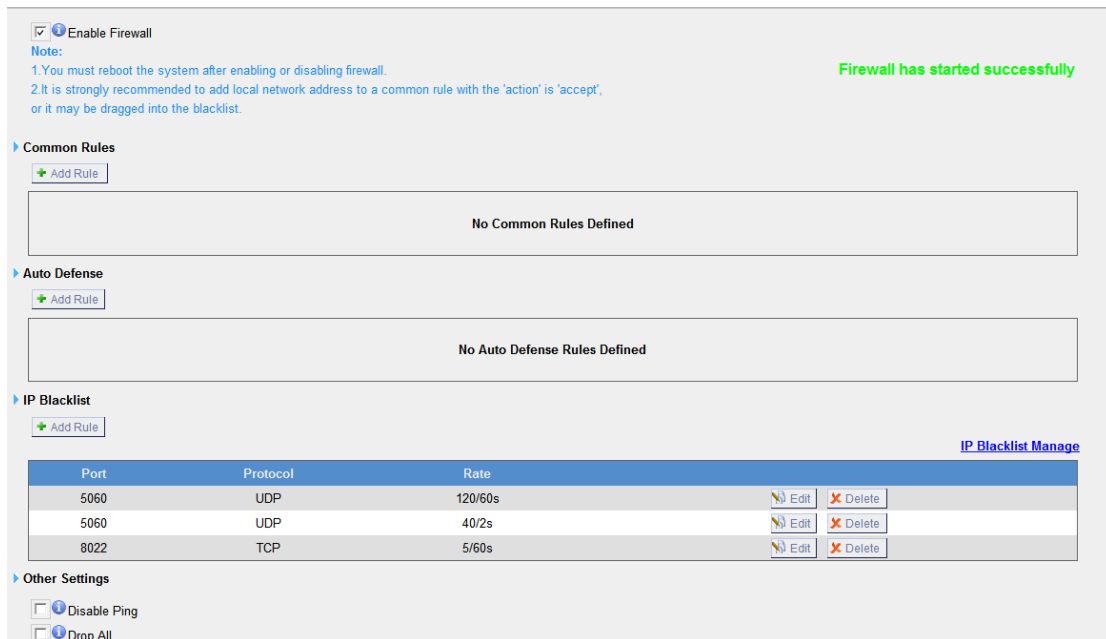 Enable Firewall
Note:
1.You must reboot the system after enabling or disabling firewall.
Firewall has started successfully
2.It is strongly recommended to add local network address to a common rule with the 'action' is 'accept',
or it may be dragged into the blacklist.
Common Rules
Add Rule
No Common Rules Defined
Auto Defense
Add Rule
No Auto Defense Rules Defined
IP Blacklist
Add Rule
IP Blacklist Manage
Port Protocol Rate
5060 UDP 120/60s Edit Delete
5060 UDP 40/2s Edit Delete
8022 TCP 5/60s Edit Delete
Other Settings
Disable Ping
Drop All